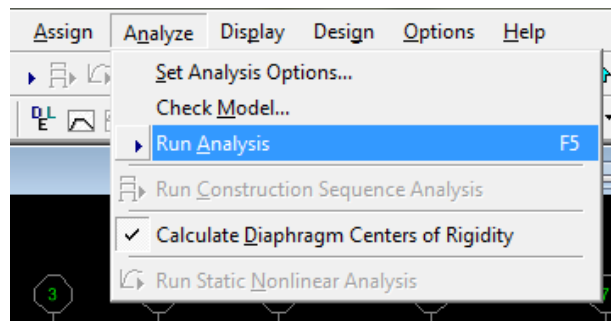 Assign Analyze Display Design Options Help
Set Analysis Options...
Check Model...
Run Analysis F5
Run Construction Sequence Analysis
Calculate Diaphragm Centers of Rigidity
Run Static Nonlinear Analysis
3